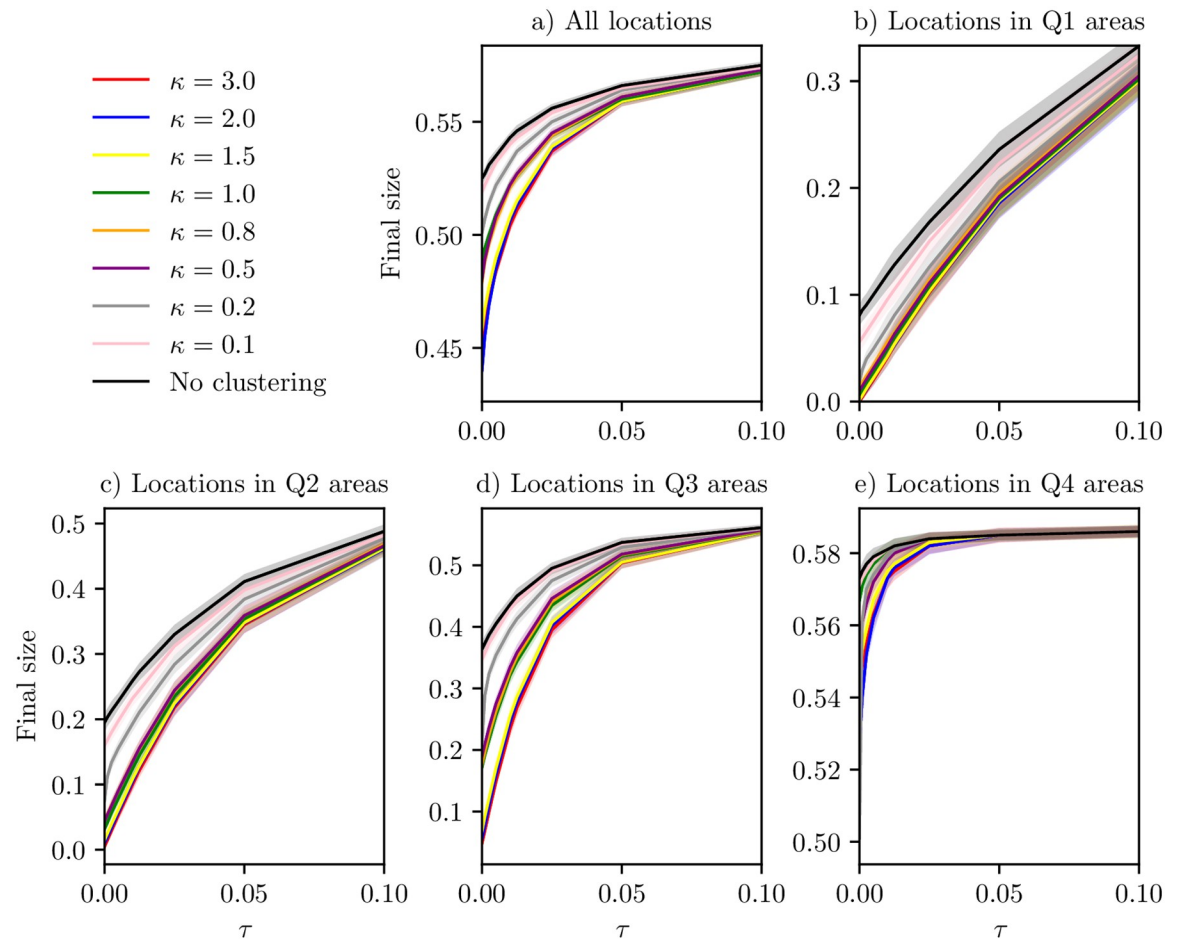 κ = 3.0
κ = 2.0
κ = 1.5
κ = 1.0
κ = 0.8
κ = 0.5
κ = 0.2
κ = 0.1
No clustering
a) All locations
Final size
0.55
0.50
0.45
0.00 0.05 0.10
b) Locations in Q1 areas
0.3
0.2
0.1
0.0
0.00 0.05 0.10
c) Locations in Q2 areas
Final size
0.5
0.4
0.3
0.2
0.1
0.0
0.00 0.05 0.10
τ
d) Locations in Q3 areas
0.5
0.4
0.3
0.2
0.1
0.00 0.05 0.10
τ
e) Locations in Q4 areas
0.58
0.56
0.54
0.52
0.50
0.00 0.05 0.10
τ